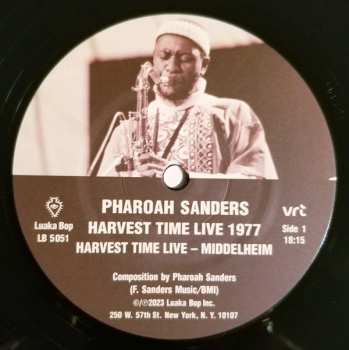 PHAROAH SANDERS
Luaka Bop
LB 5051
HARVEST TIME LIVE 1977
HARVEST TIME LIVE – MIDDELHEIM
vrt
Side 1
18:15
Composition by Pharoah Sanders
(F. Sanders Music/BMI)
©/℗2023 Luaka Bop Inc.
250 W. 57th St. New York, N. Y. 10107